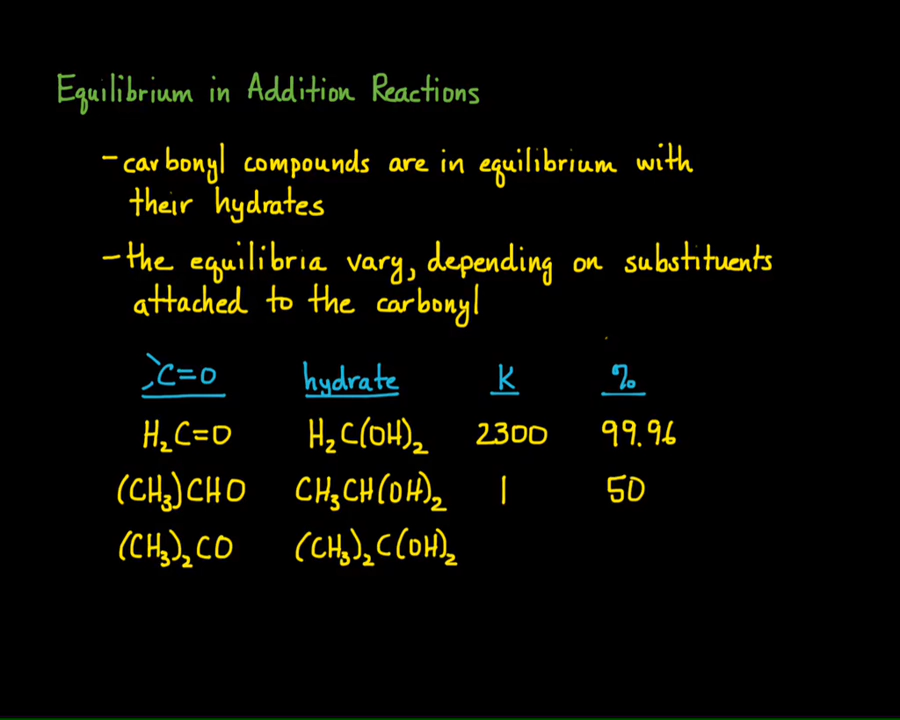 Equilibrium in Addition Reactions
- carbonyl compounds are in equilibrium with
their hydrates
- the equilibria vary, depending on substituents
attached to the carbonyl
>C=O hydrate K %
H₂C=O H₂C(OH)₂ 2300 99.96
(CH₃)CHO CH₃CH(OH)₂ 1 50
(CH₃)₂CO (CH₃)₂C(OH)₂